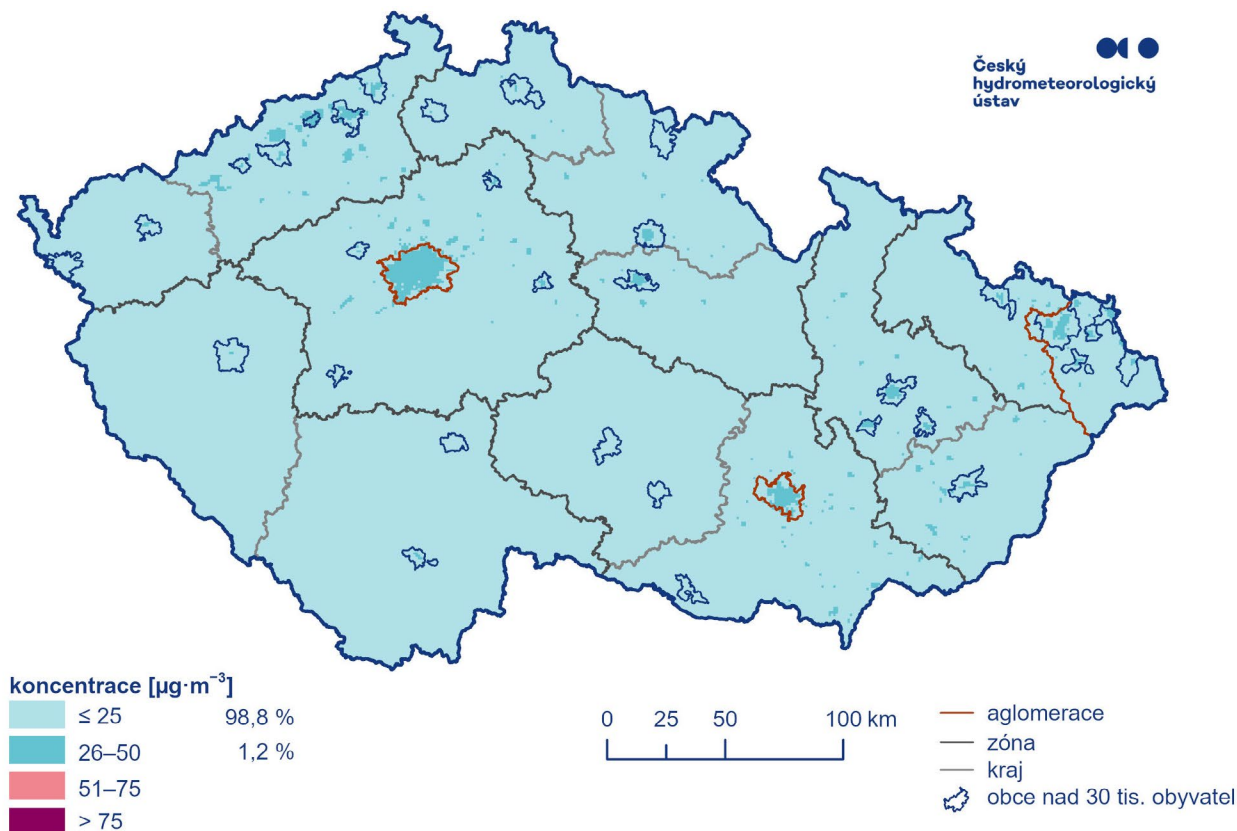 Český
hydrometeorologický
ústav
koncentrace [µg·m⁻³]
≤ 25 98,8 %
26–50 1,2 %
51–75
> 75
0 25 50 100 km
aglomerace
zóna
kraj
obce nad 30 tis. obyvatel